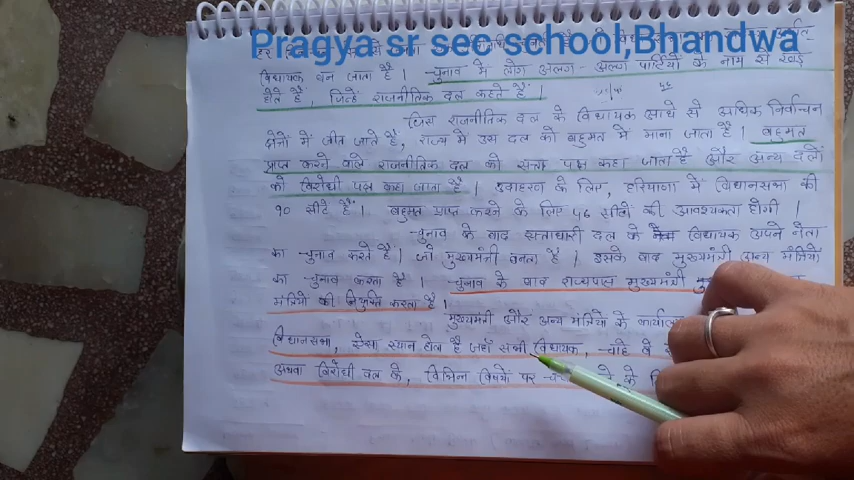 Pragya sr sec school,Bhandwa
विधायक बन जाता है । चुनाव में लोग अलग - अलग पार्टियों के नाम से खड़े
होते हैं, जिन्हें राजनीतिक दल कहते हैं ।
जिस राजनीतिक दल के विधायक आधे से अधिक निर्वाचन
क्षेत्रों में जीत जाते हैं, राज्य में उस दल को बहुमत में माना जाता है । बहुमत
प्राप्त करने वाले राजनीतिक दल को सत्ता पक्ष कहा जाता है और अन्य दलों
को विरोधी पक्ष कहा जाता है । उदाहरण के लिए, हरियाणा में विधानसभा की
90 सीटें हैं । बहुमत प्राप्त करने के लिए 46 सीटों की आवश्यकता होगी ।
चुनाव के बाद सत्ताधारी दल के विधायक अपने नेता
का चुनाव करते हैं । जो मुख्यमंत्री बनता है । इसके बाद मुख्यमंत्री अन्य मंत्रियों
का चुनाव करता है । चुनाव के बाद राज्यपाल मुख्यमंत्री
मंत्रियों की नियुक्ति करता है ।
मुख्यमंत्री और अन्य मंत्रियों के कार्यालय
विधानसभा, ऐसा स्थान होता है जहाँ सभी विधायक, चाहे वे
अथवा विरोधी दल के, विभिन्न विषयों पर